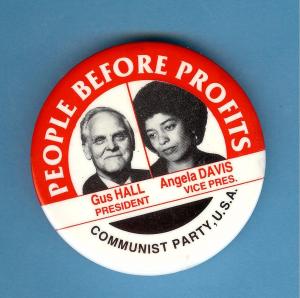 PEOPLE BEFORE PROFITS
Gus HALL
PRESIDENT
Angela DAVIS
VICE PRES.
COMMUNIST PARTY, U.S.A.